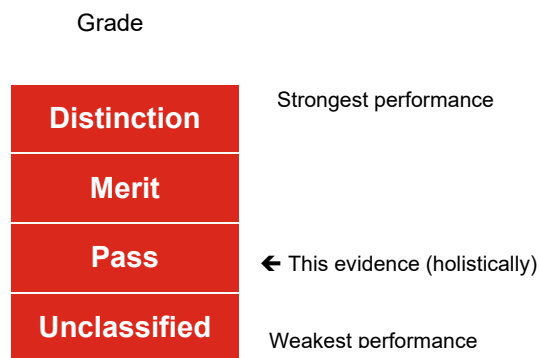 Grade
Strongest performance
Distinction
Merit
Pass
🡸 This evidence (holistically)
Unclassified
Weakest performance